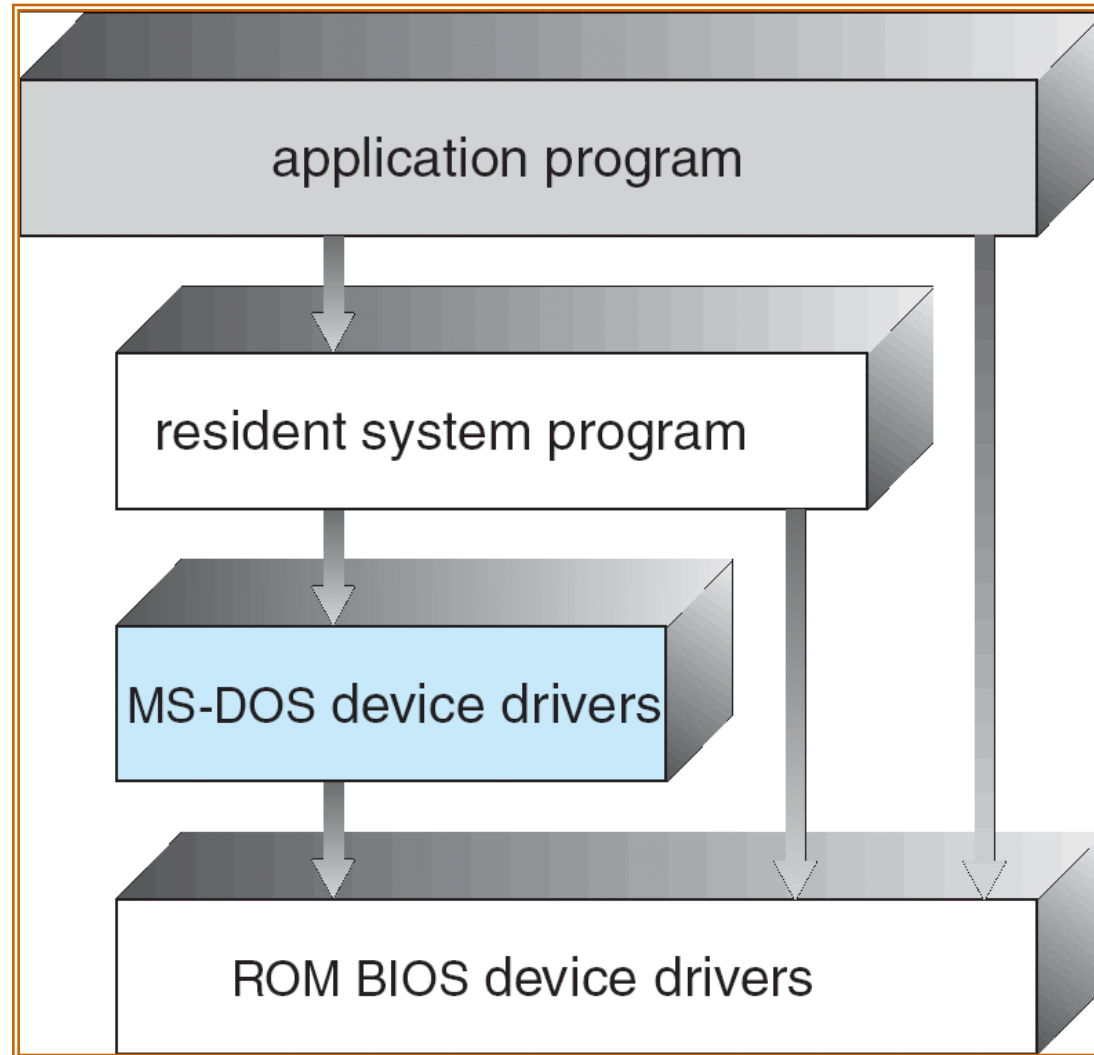 application program
resident system program
MS-DOS device drivers
ROM BIOS device drivers